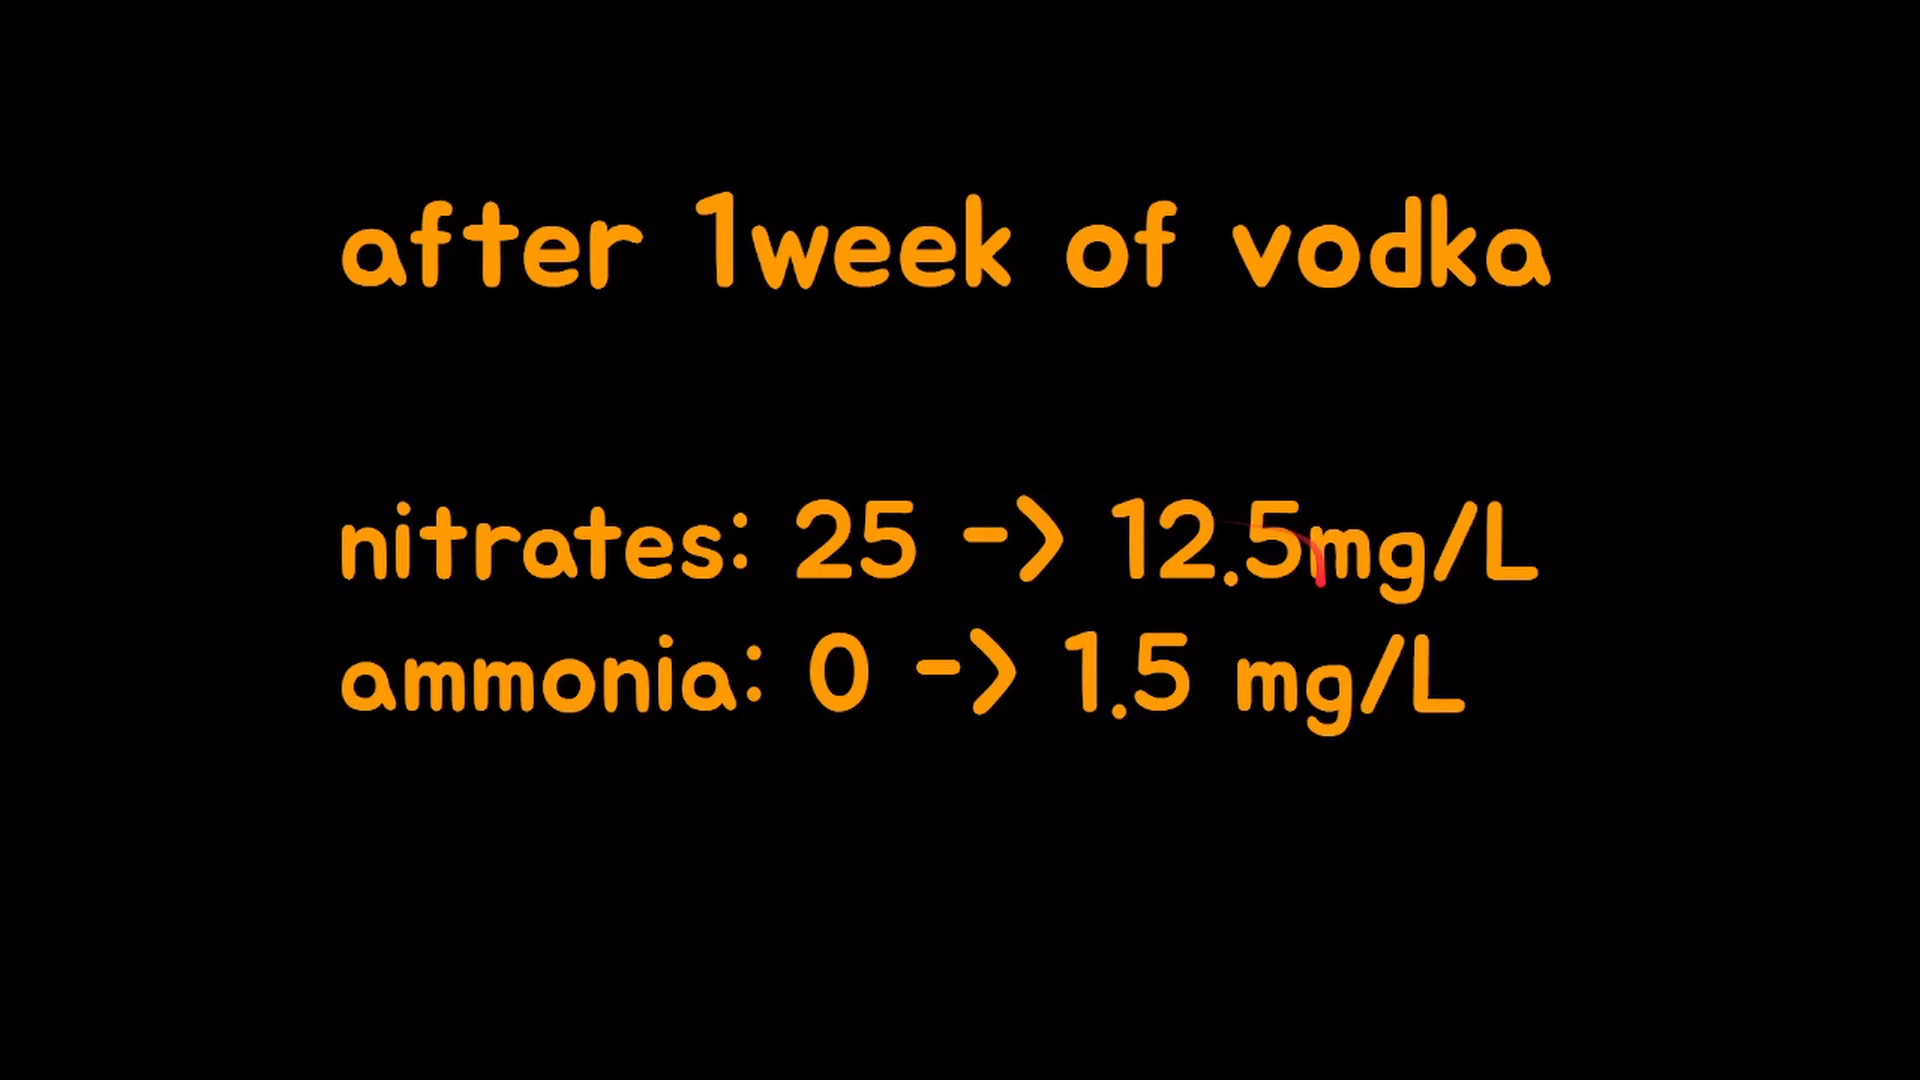 after 1week of vodka
nitrates: 25 -> 12.5mg/L
ammonia: 0 -> 1.5 mg/L